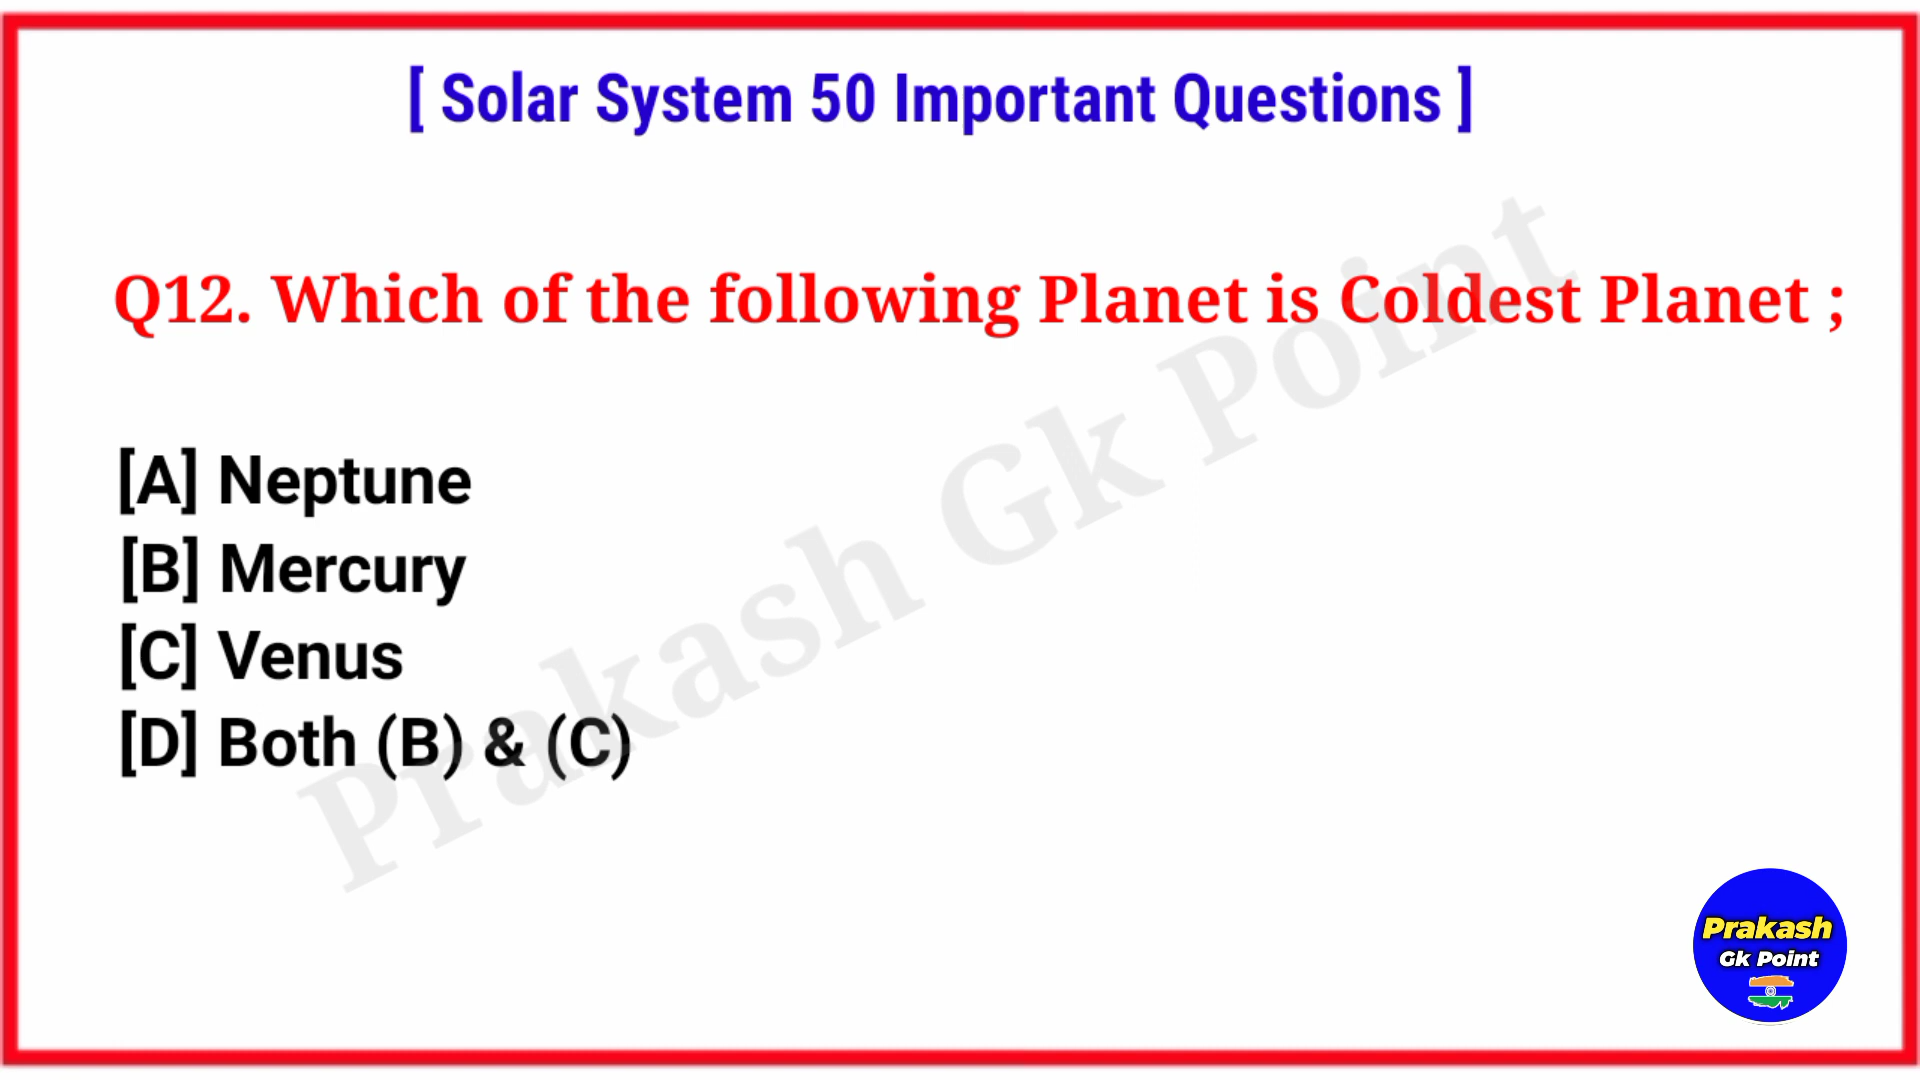 [ Solar System 50 Important Questions ]
Q12. Which of the following Planet is Coldest Planet ;
[A] Neptune
[B] Mercury
[C] Venus
[D] Both (B) & (C)
Prakash Gk Point
Prakash
Gk Point